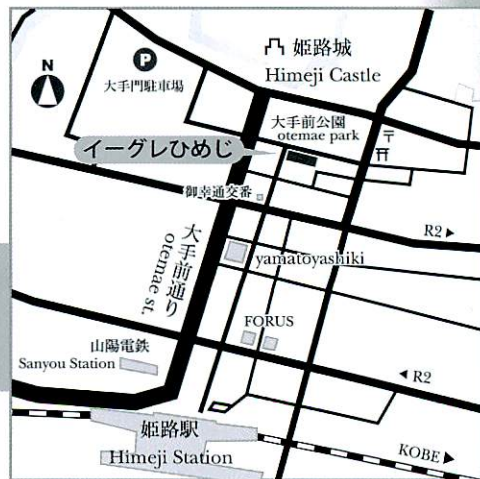 N
P
大手門駐車場
姫路城
Himeji Castle
大手前公園
otemae park
〒
イーグレひめじ
御幸通交番
R2
大手前通り
otemae st.
yamatoyashiki
FORUS
山陽電鉄
Sanyou Station
R2
姫路駅
Himeji Station
KOBE